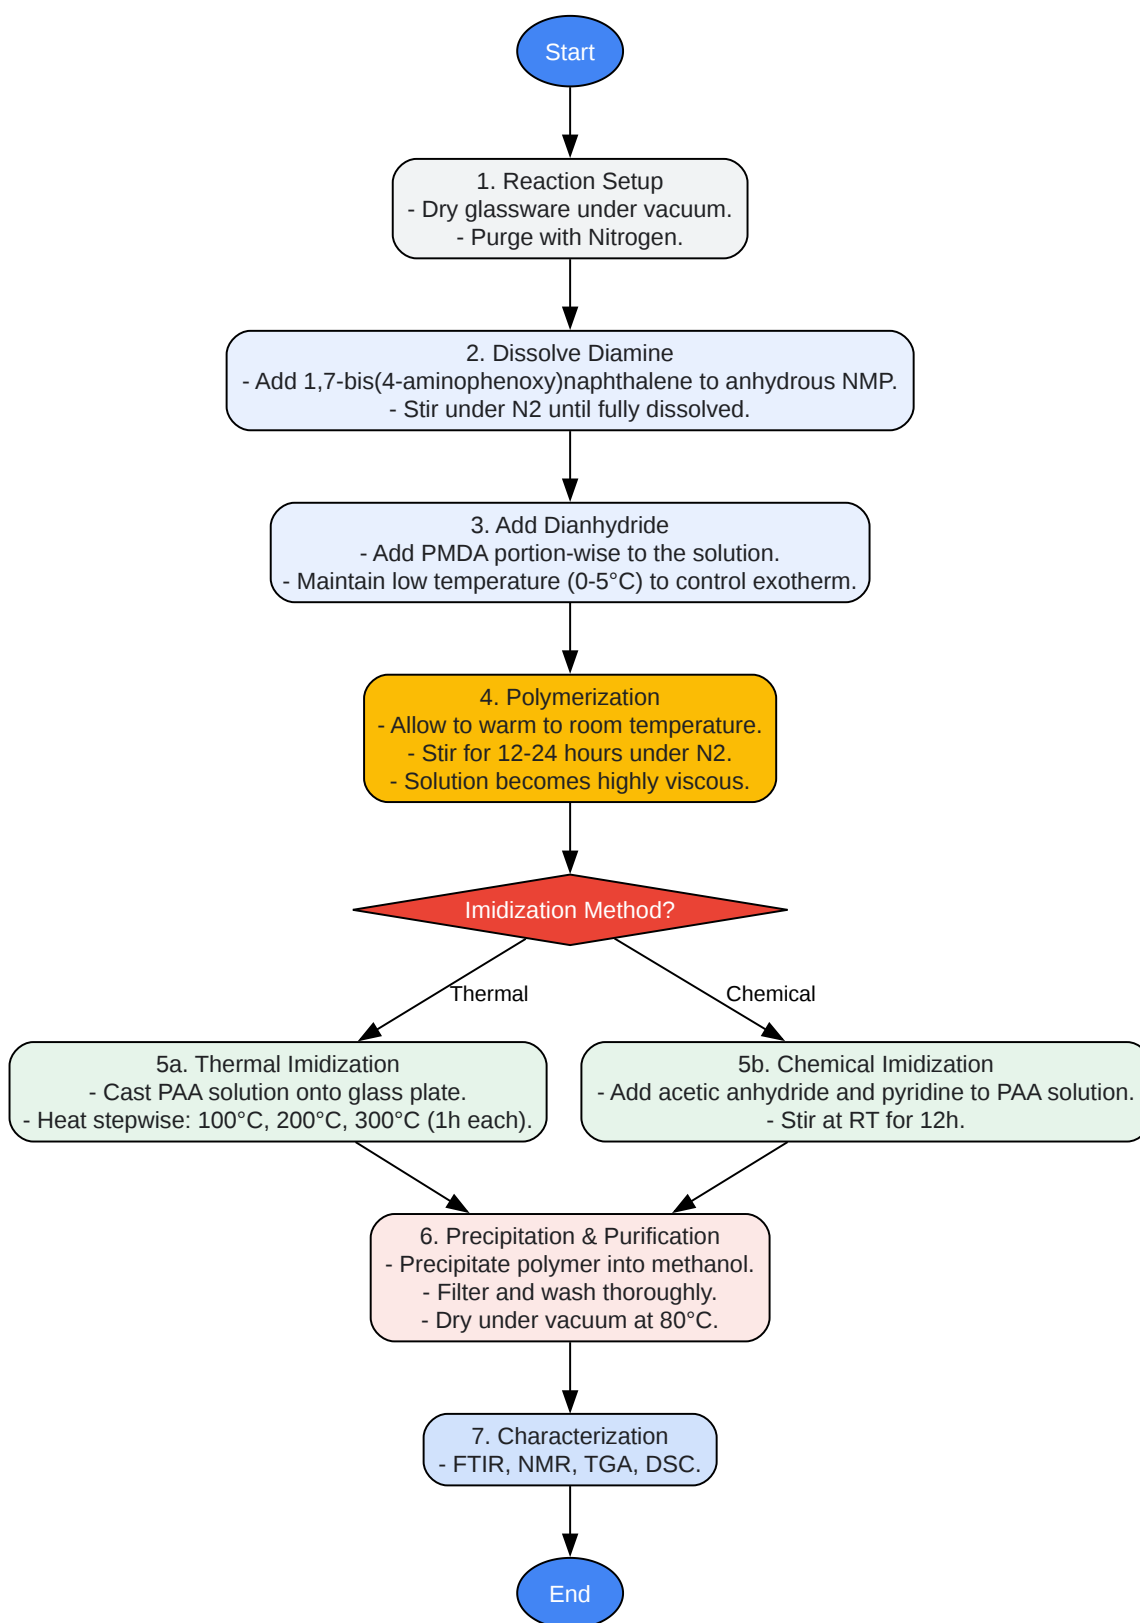 Start
1. Reaction Setup
- Dry glassware under vacuum.
- Purge with Nitrogen.
2. Dissolve Diamine
- Add 1,7-bis(4-aminophenoxy)naphthalene to anhydrous NMP.
- Stir under N2 until fully dissolved.
3. Add Dianhydride
- Add PMDA portion-wise to the solution.
- Maintain low temperature (0-5°C) to control exotherm.
4. Polymerization
- Allow to warm to room temperature.
- Stir for 12-24 hours under N2.
- Solution becomes highly viscous.
Imidization Method?
Thermal
Chemical
5a. Thermal Imidization
- Cast PAA solution onto glass plate.
- Heat stepwise: 100°C, 200°C, 300°C (1h each).
5b. Chemical Imidization
- Add acetic anhydride and pyridine to PAA solution.
- Stir at RT for 12h.
6. Precipitation & Purification
- Precipitate polymer into methanol.
- Filter and wash thoroughly.
- Dry under vacuum at 80°C.
7. Characterization
- FTIR, NMR, TGA, DSC.
End